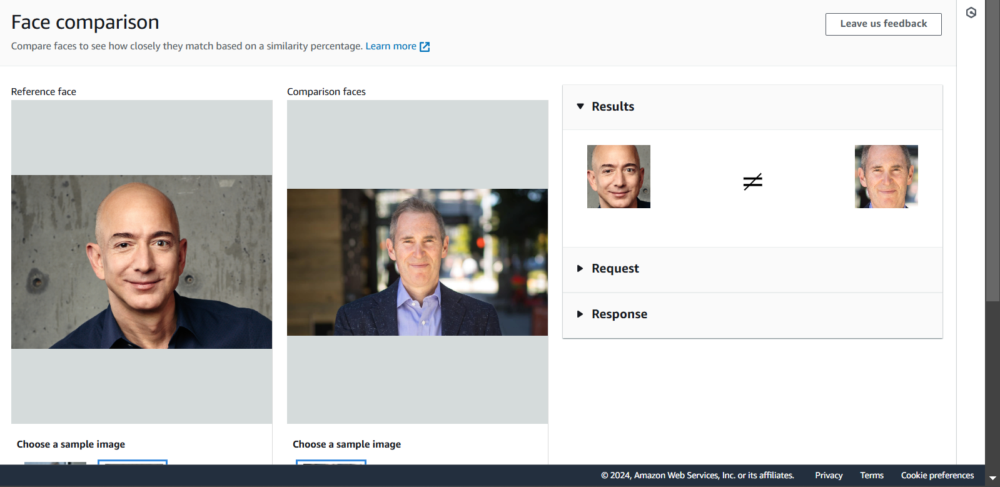 Face comparison
Leave us feedback
Compare faces to see how closely they match based on a similarity percentage. Learn more
Reference face
Comparison faces
Results
≠
Request
Response
Choose a sample image
Choose a sample image
© 2024, Amazon Web Services, Inc. or its affiliates.
Privacy
Terms
Cookie preferences